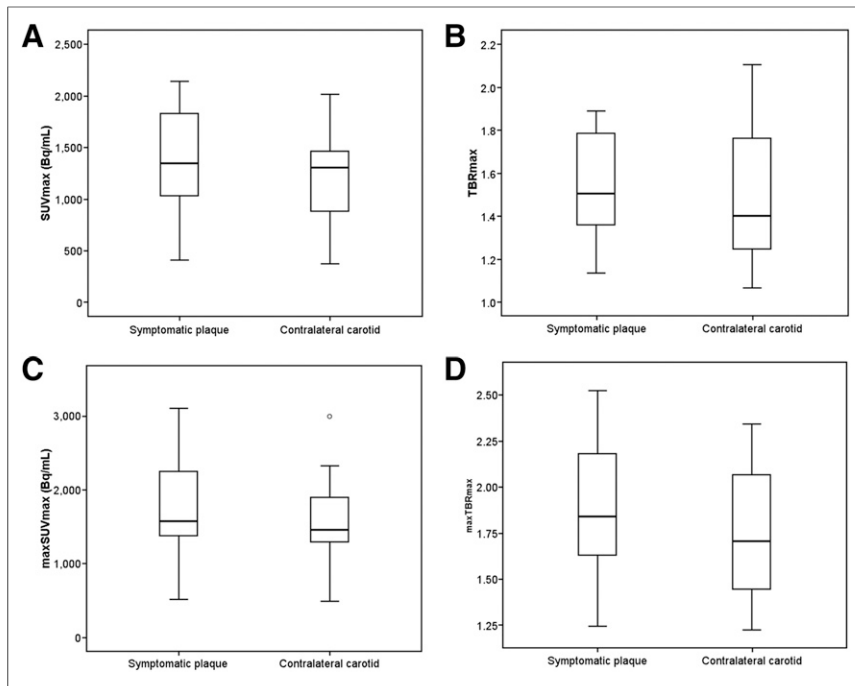 A
2,500
2,000
1,500
1,000
500
0
SUVmax (Bq/mL)
Symptomatic plaque
Contralateral carotid
B
2.2
2.0
1.8
1.6
1.4
1.2
1.0
TBRmax
Symptomatic plaque
Contralateral carotid
C
3,000
2,000
1,000
0
maxSUVmax (Bq/mL)
Symptomatic plaque
Contralateral carotid
D
2.50
2.25
2.00
1.75
1.50
1.25
maxTBRmax
Symptomatic plaque
Contralateral carotid